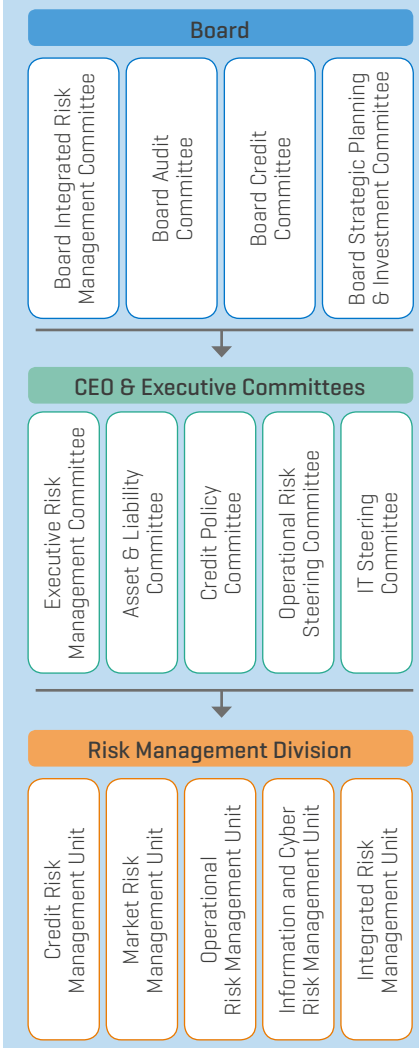 Board
Board Integrated Risk
Management Committee
Board Audit
Committee
Board Credit
Committee
Board Strategic Planning
& Investment Committee
CEO & Executive Committees
Executive Risk
Management Committee
Asset & Liability
Committee
Credit Policy
Committee
Operational Risk
Steering Committee
IT Steering
Committee
Risk Management Division
Credit Risk
Management Unit
Market Risk
Management Unit
Operational
Risk Management Unit
Information and Cyber
Risk Management Unit
Integrated Risk
Management Unit